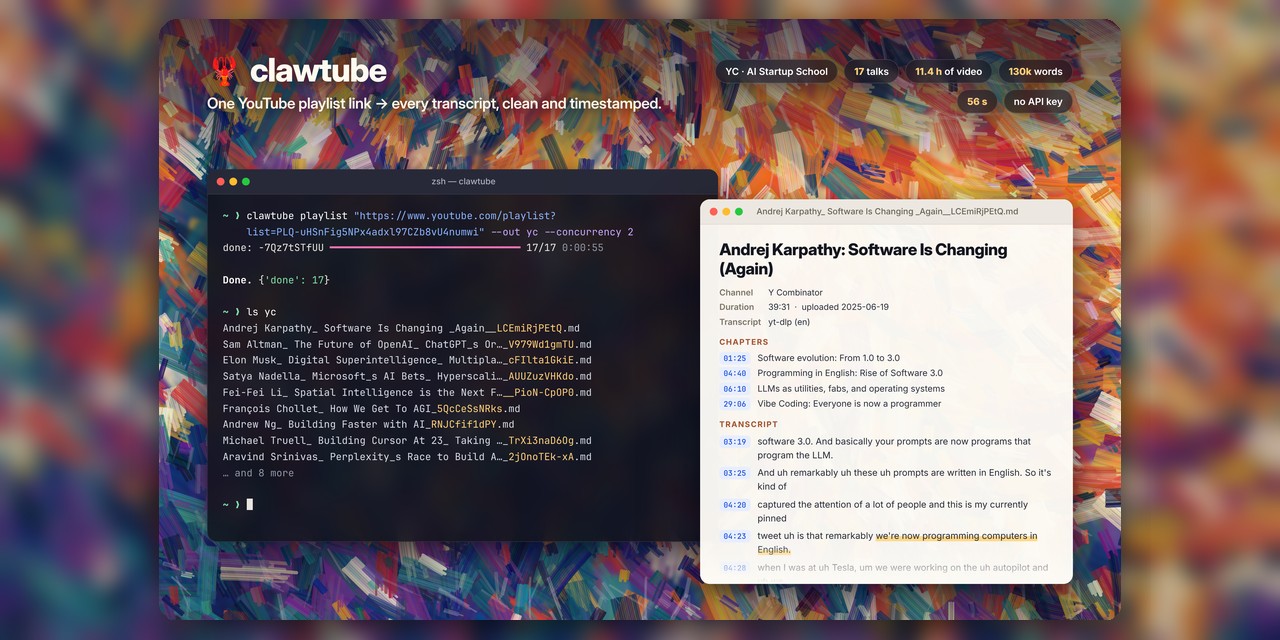 clawtube
One YouTube playlist link → every transcript, clean and timestamped.
YC · AI Startup School
17 talks
11.4 h of video
130k words
56 s
no API key
zsh — clawtube
~ ❯ clawtube playlist "https://www.youtube.com/playlist?
list=PLQ-uHSnFig5NPx4adxl97CZb8vU4numwi" --out yc --concurrency 2
done: -7Qz7tSTfUU 17/17 0:00:55
Done. {'done': 17}
~ ❯ ls yc
Andrej Karpathy_ Software Is Changing _Again__LCEmiRjPEtQ.md
Sam Altman_ The Future of OpenAI_ ChatGPT_s Or…_V979Wd1gmTU.md
Elon Musk_ Digital Superintelligence_ Multipla…_cFIlta1GkiE.md
Satya Nadella_ Microsoft_s AI Bets_ Hyperscali…_AUUZuzVHKdo.md
Fei-Fei Li_ Spatial Intelligence is the Next F…__PioN-CpOP0.md
François Chollet_ How We Get To AGI_5QcCeSsNRks.md
Andrew Ng_ Building Faster with AI_RNJCfif1dPY.md
Michael Truell_ Building Cursor At 23_ Taking …_TrXi3naD6Og.md
Aravind Srinivas_ Perplexity_s Race to Build A…_2jOnoTEk-xA.md
… and 8 more
~ ❯
Andrej Karpathy_ Software Is Changing _Again__LCEmiRjPEtQ.md
Andrej Karpathy: Software Is Changing
(Again)
Channel Y Combinator
Duration 39:31 · uploaded 2025-06-19
Transcript yt-dlp (en)
CHAPTERS
01:25 Software evolution: From 1.0 to 3.0
04:40 Programming in English: Rise of Software 3.0
06:10 LLMs as utilities, fabs, and operating systems
29:06 Vibe Coding: Everyone is now a programmer
TRANSCRIPT
03:19 software 3.0. And basically your prompts are now programs that
program the LLM.
03:25 And uh remarkably uh these uh prompts are written in English. So it's
kind of
04:20 captured the attention of a lot of people and this is my currently
pinned
04:23 tweet uh is that remarkably we're now programming computers in
English.
04:28 when I was at uh Tesla, um we were working on the uh autopilot and